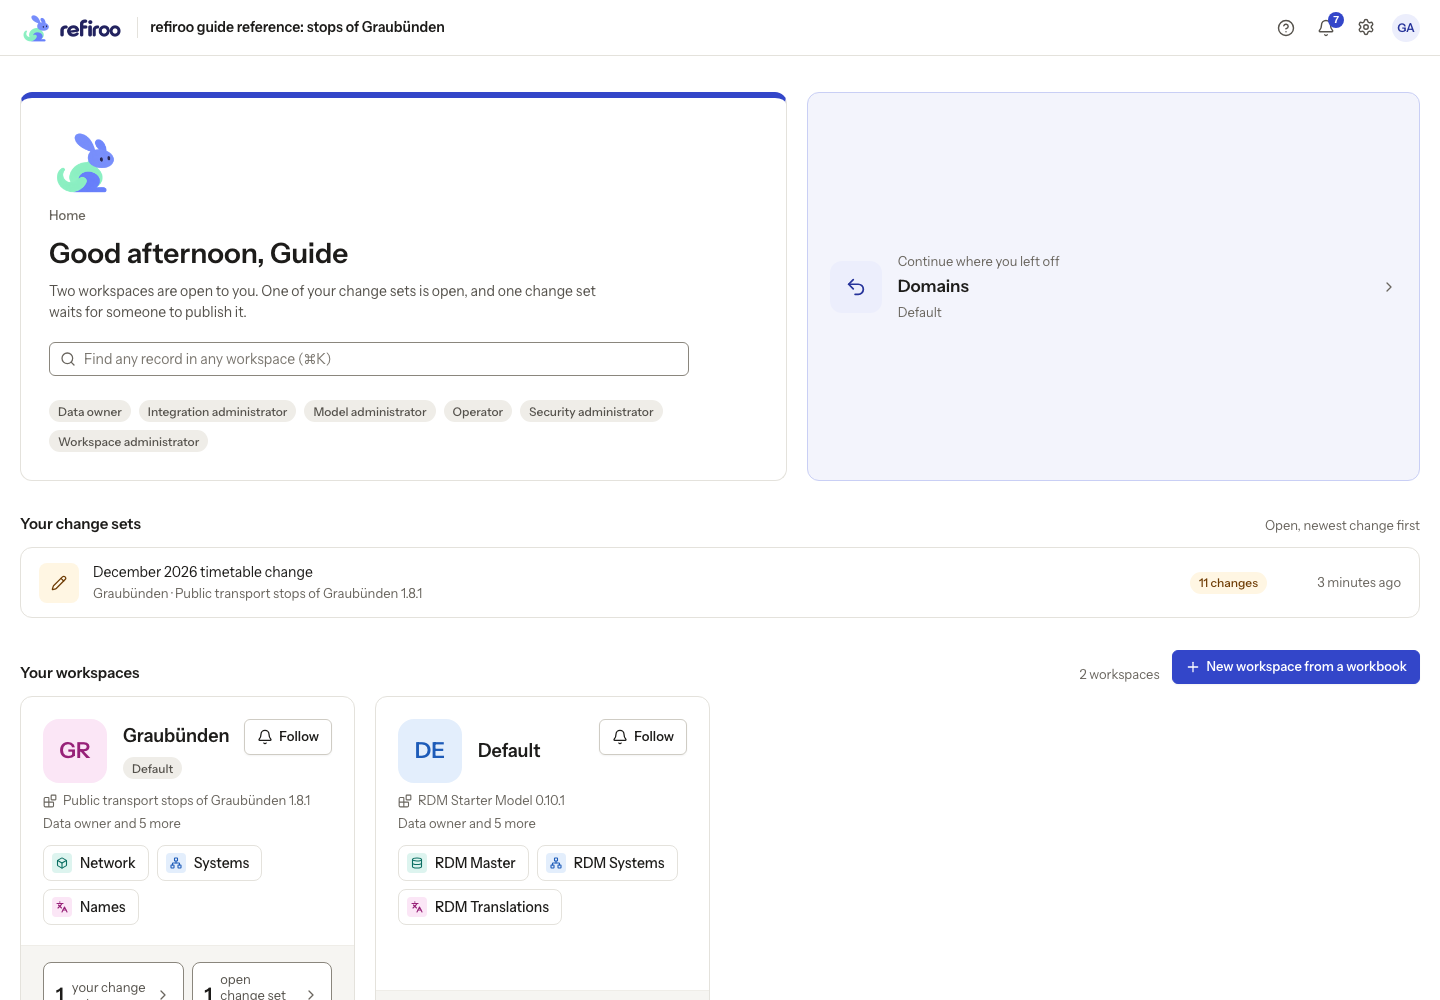 refiroo
refiroo guide reference: stops of Graubünden
7
GA
Home
Good afternoon, Guide
Two workspaces are open to you. One of your change sets is open, and one change set
waits for someone to publish it.
Find any record in any workspace (⌘K)
Data owner
Integration administrator
Model administrator
Operator
Security administrator
Workspace administrator
Continue where you left off
Domains
Default
Your change sets
Open, newest change first
December 2026 timetable change
Graubünden · Public transport stops of Graubünden 1.8.1
11 changes
3 minutes ago
Your workspaces
2 workspaces
New workspace from a workbook
GR
Graubünden
Default
Follow
Public transport stops of Graubünden 1.8.1
Data owner and 5 more
Network
Systems
Names
1
your change
1
open
change set
DE
Default
Follow
RDM Starter Model 0.10.1
Data owner and 5 more
RDM Master
RDM Systems
RDM Translations